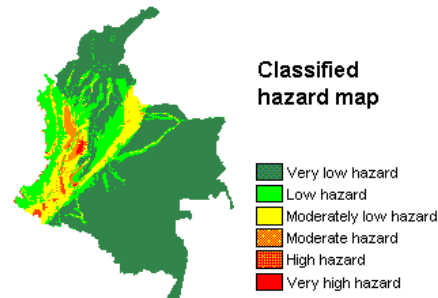 Classified
hazard map
Very low hazard
Low hazard
Moderately low hazard
Moderate hazard
High hazard
Very high hazard